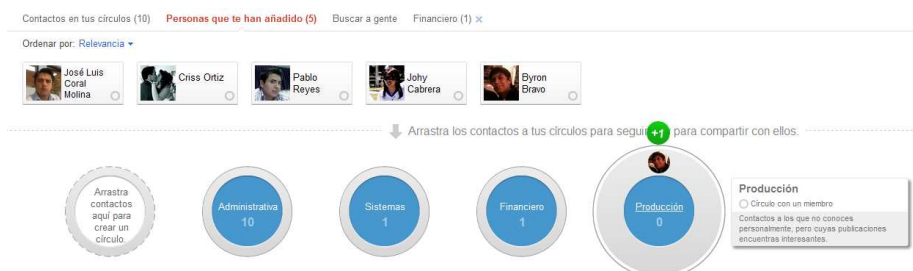 Contactos en tus círculos (10) Personas que te han añadido (5) Buscar a gente Financiero (1) ×
Ordenar por: Relevancia
José Luis
Coral
Molina
Criss Ortiz
Pablo
Reyes
Johy
Cabrera
Byron
Bravo
Arrastra los contactos a tus círculos para segui para compartir con ellos.
+1
Arrastra
contactos
aquí para
crear un
círculo.
Administrativa
10
Sistemas
1
Financiero
1
Producción
0
Producción
Círculo con un miembro
Contactos a los que no conoces
personalmente, pero cuyas publicaciones
encuentras interesantes.